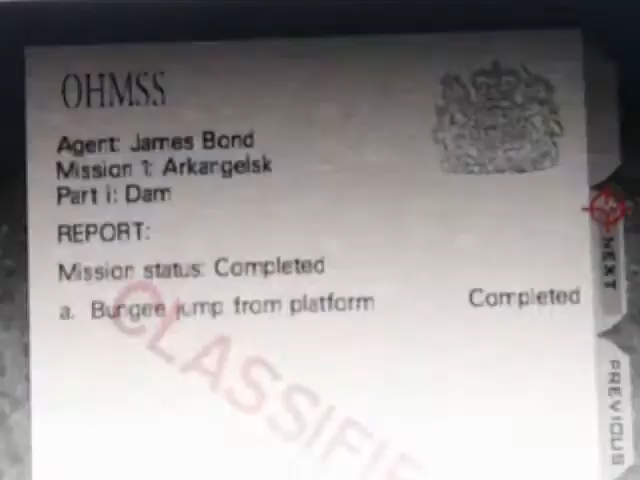 OHMSS
Agent: James Bond
Mission 1: Arkangelsk
Part i: Dam
REPORT:
Mission status: Completed
a. Bungee jump from platform Completed
CLASSIFIE
NEXT
PREVIOUS